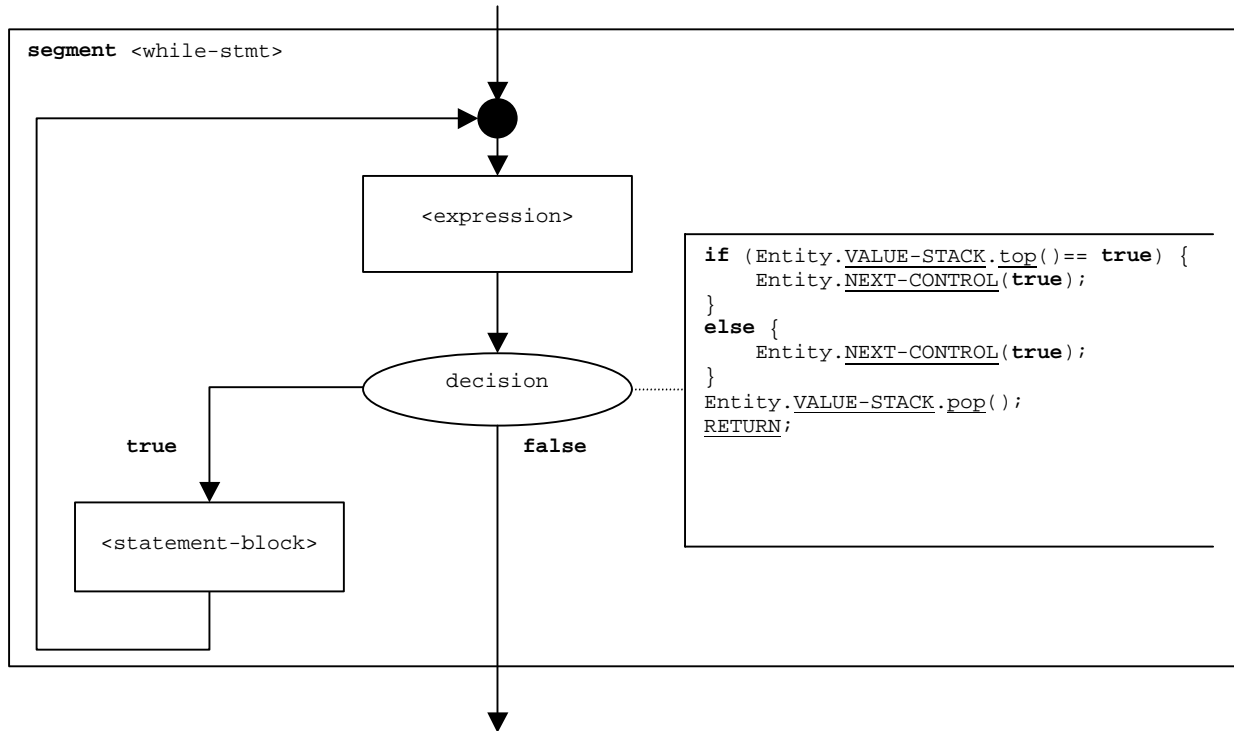 segment <while-stmt>
<expression>
if (Entity.VALUE-STACK.top()== true) {
    Entity.NEXT-CONTROL(true);
}
else {
    Entity.NEXT-CONTROL(true);
}
Entity.VALUE-STACK.pop();
RETURN;
decision
true
false
<statement-block>